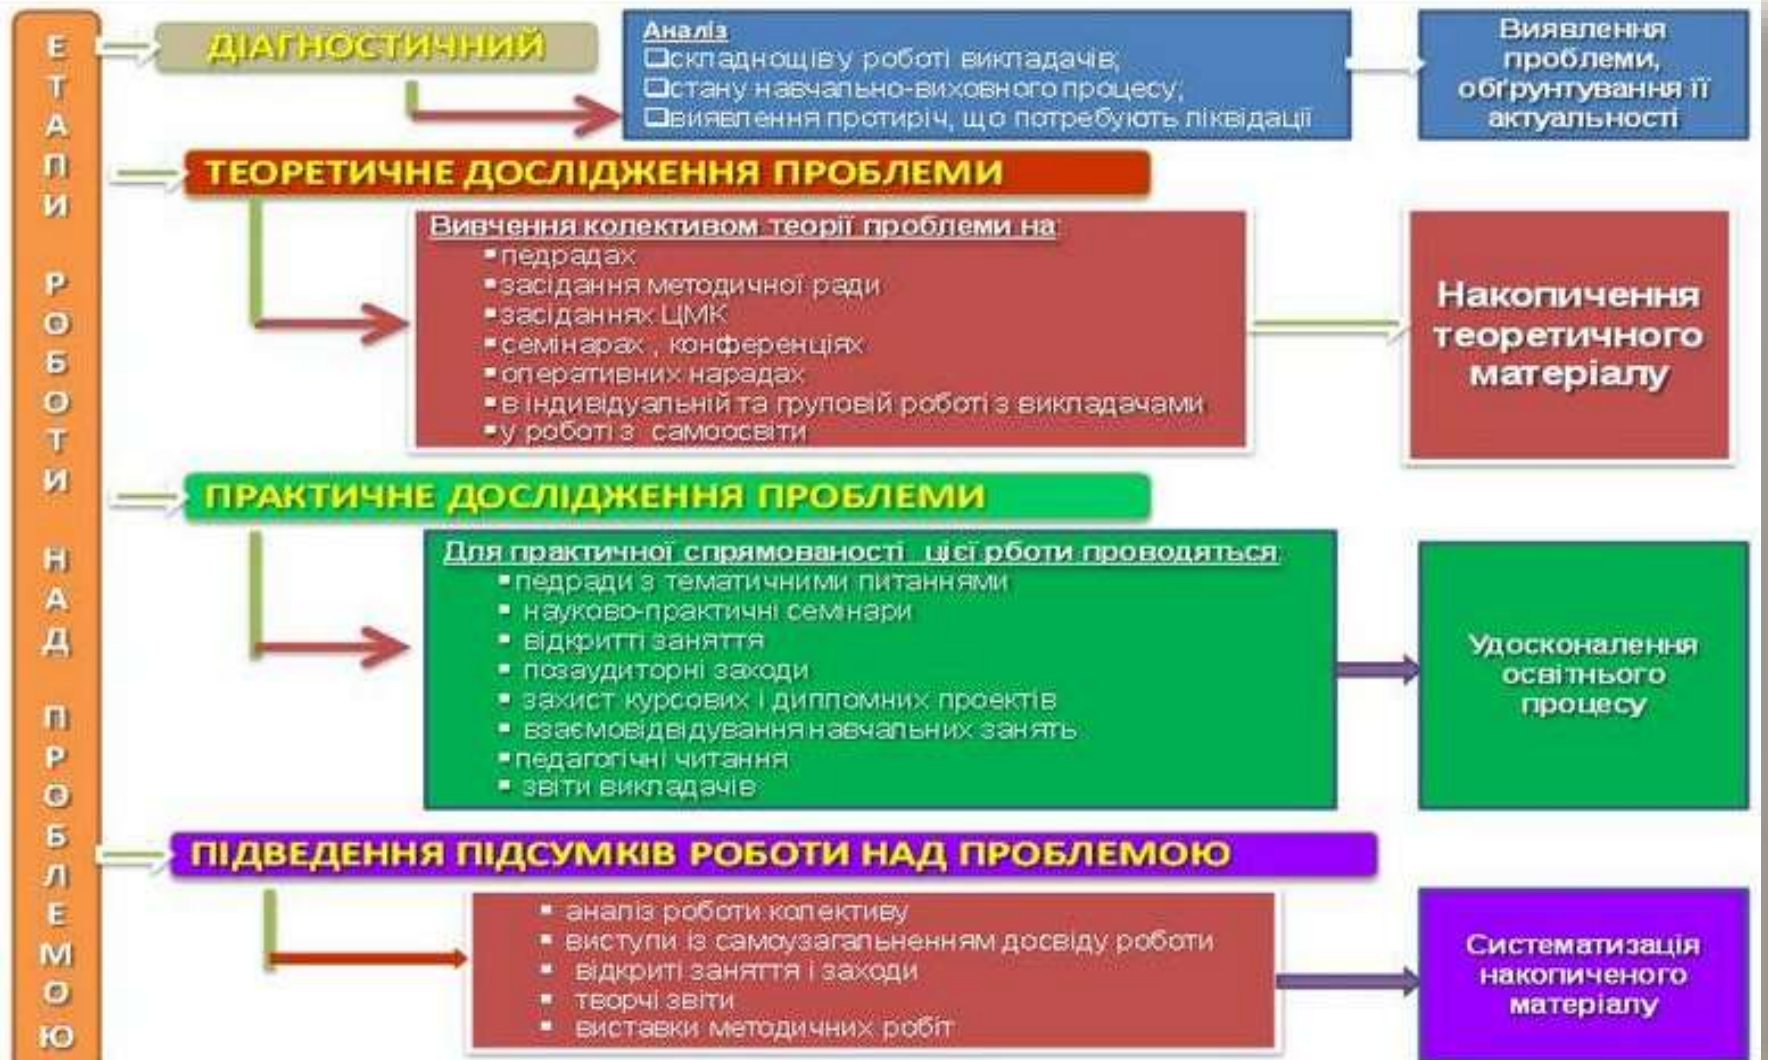 ЕТАПИ РОБОТИ НАД ПРОБЛЕМОЮ
ДІАГНОСТИЧНИЙ
Аналіз
складнощів у роботі викладачів;
стану навчально-виховного процесу;
виявлення протиріч, що потребують ліквідації
Виявлення
проблеми,
обґрунтування її
актуальності
ТЕОРЕТИЧНЕ ДОСЛІДЖЕННЯ ПРОБЛЕМИ
Вивчення колективом теорії проблеми на:
▪ педрадах
▪ засідання методичної ради
▪ засіданнях ЦМК
▪ семінарах , конференціях
▪ оперативних нарадах
▪ в індивідуальній та груповій роботі з викладачами
▪ у роботі з самоосвіти
Накопичення
теоретичного
матеріалу
ПРАКТИЧНЕ ДОСЛІДЖЕННЯ ПРОБЛЕМИ
Для практичної спрямованості цієї рботи проводяться:
▪ педради з тематичними питаннями
▪ науково-практичні семінари
▪ відкритті заняття
▪ позаудиторні заходи
▪ захист курсових і дипломних проектів
▪ взаємовідвідування навчальних занять
▪ педагогічні читання
▪ звіти викладачів
Удосконалення
освітнього
процесу
ПІДВЕДЕННЯ ПІДСУМКІВ РОБОТИ НАД ПРОБЛЕМОЮ
▪ аналіз роботи колективу
▪ виступи із самоузагальненням досвіду роботи
▪ відкриті заняття і заходи
▪ творчі звіти
▪ виставки методичних робіт
Систематизація
накопиченого
матеріалу